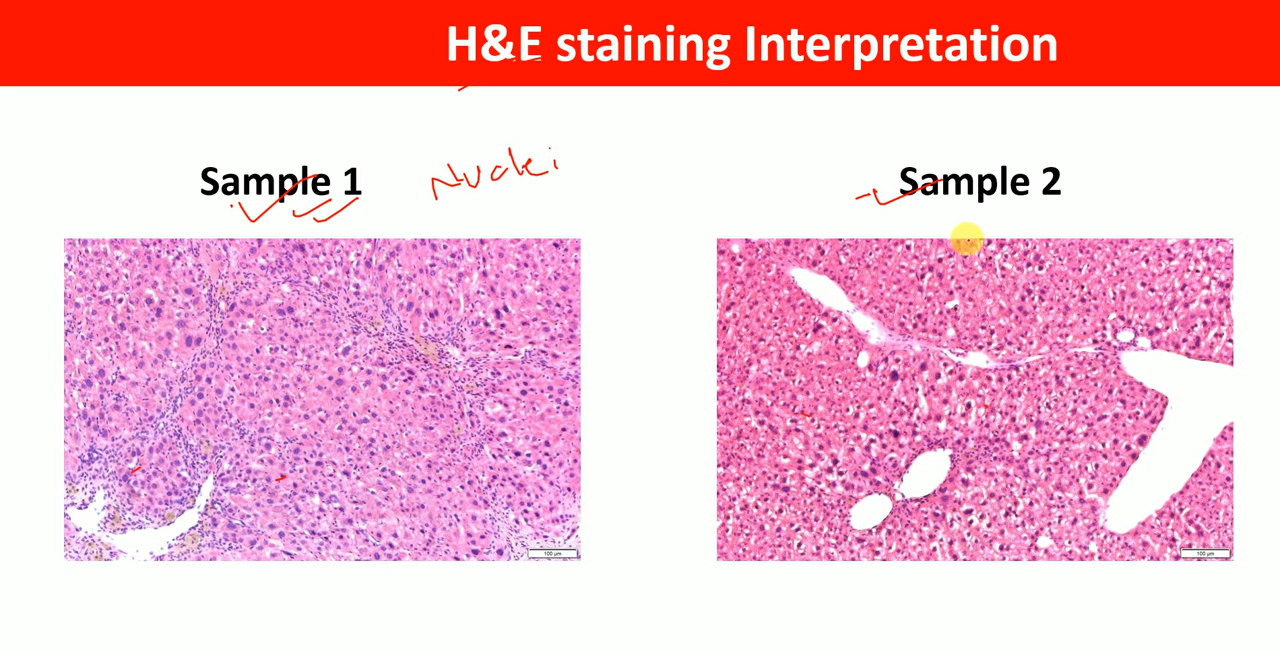 H&E staining Interpretation
Sample 1
Nuclei
Sample 2
100 µm
100 µm